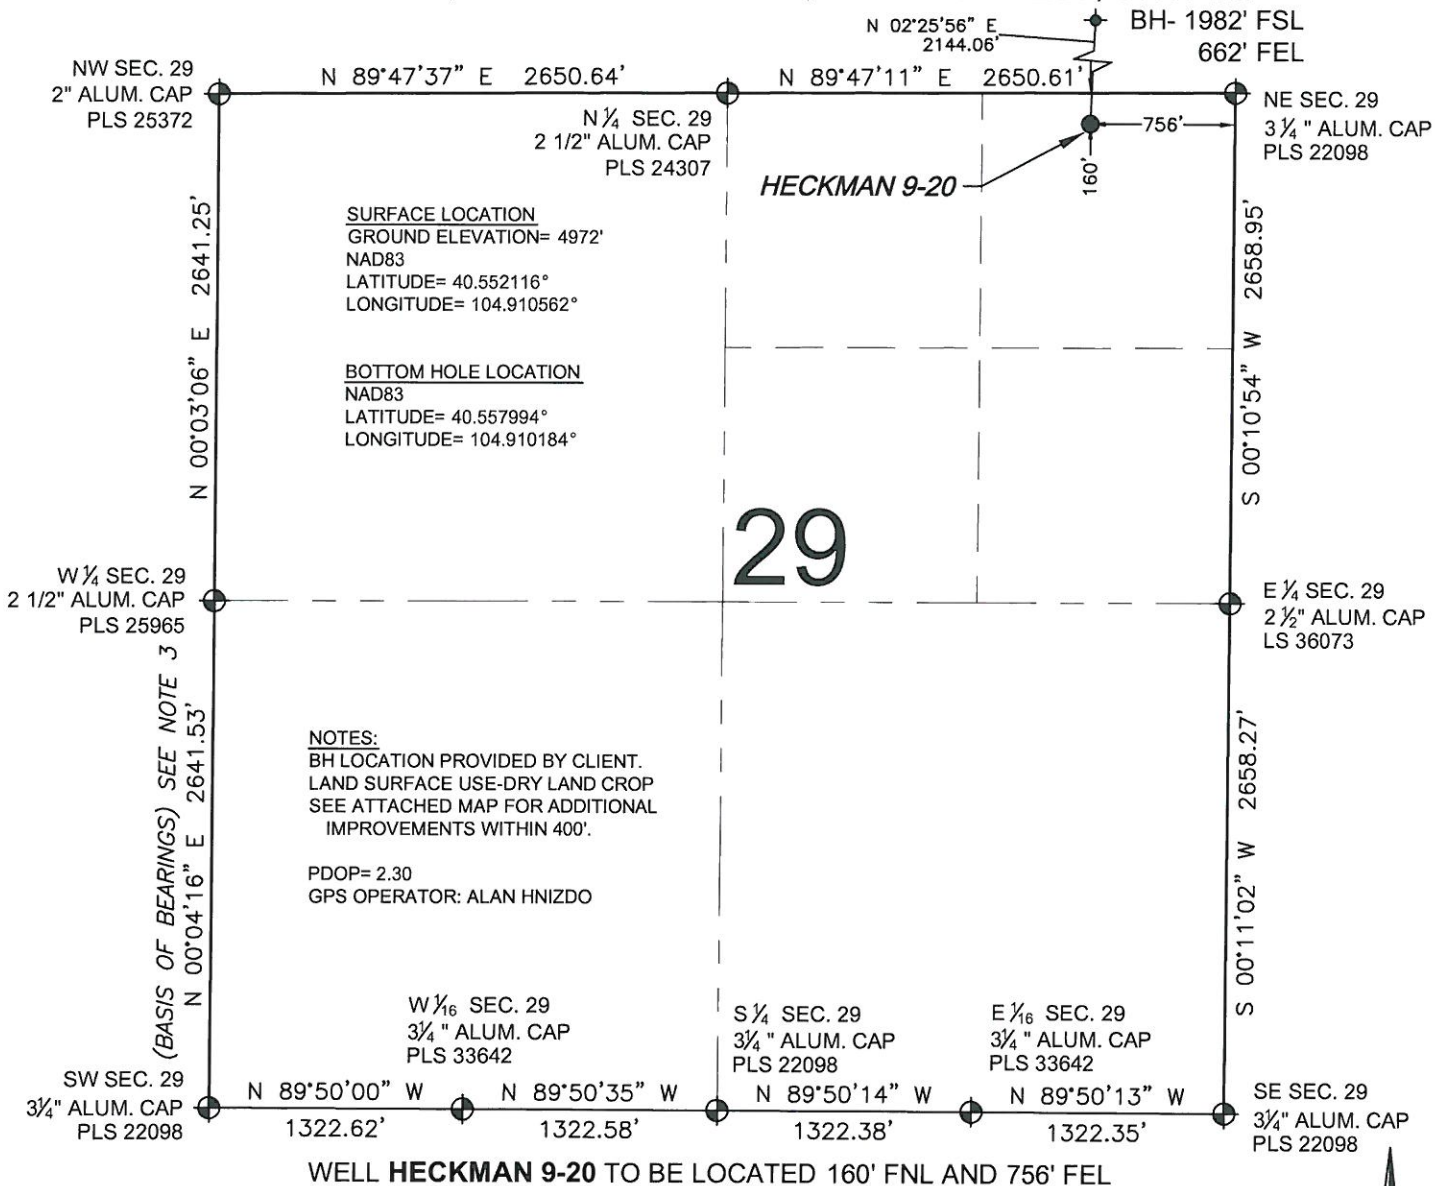 N 02°25'56" E
2144.06'
BH- 1982' FSL
662' FEL
NW SEC. 29
2" ALUM. CAP
PLS 25372
N 89°47'37" E 2650.64'
N ¼ SEC. 29
2 1/2" ALUM. CAP
PLS 24307
N 89°47'11" E 2650.61'
NE SEC. 29
3 ¼ " ALUM. CAP
PLS 22098
756'
160'
HECKMAN 9-20
SURFACE LOCATION
GROUND ELEVATION= 4972'
NAD83
LATITUDE= 40.552116°
LONGITUDE= 104.910562°
BOTTOM HOLE LOCATION
NAD83
LATITUDE= 40.557994°
LONGITUDE= 104.910184°
N 00°03'06" E 2641.25'
S 00°10'54" W 2658.95'
29
W ¼ SEC. 29
2 1/2" ALUM. CAP
PLS 25965
E ¼ SEC. 29
2 ½" ALUM. CAP
LS 36073
(BASIS OF BEARINGS) SEE NOTE 3
N 00°04'16" E 2641.53'
NOTES:
BH LOCATION PROVIDED BY CLIENT.
LAND SURFACE USE-DRY LAND CROP
SEE ATTACHED MAP FOR ADDITIONAL
IMPROVEMENTS WITHIN 400'.
PDOP= 2.30
GPS OPERATOR: ALAN HNIZDO
S 00°11'02" W 2658.27'
SW SEC. 29
3¼" ALUM. CAP
PLS 22098
N 89°50'00" W
1322.62'
W 1⁄16 SEC. 29
3¼ " ALUM. CAP
PLS 33642
N 89°50'35" W
1322.58'
S ¼ SEC. 29
3¼ " ALUM. CAP
PLS 22098
N 89°50'14" W
1322.38'
E 1⁄16 SEC. 29
3¼ " ALUM. CAP
PLS 33642
N 89°50'13" W
1322.35'
SE SEC. 29
3¼" ALUM. CAP
PLS 22098
WELL HECKMAN 9-20 TO BE LOCATED 160' FNL AND 756' FEL